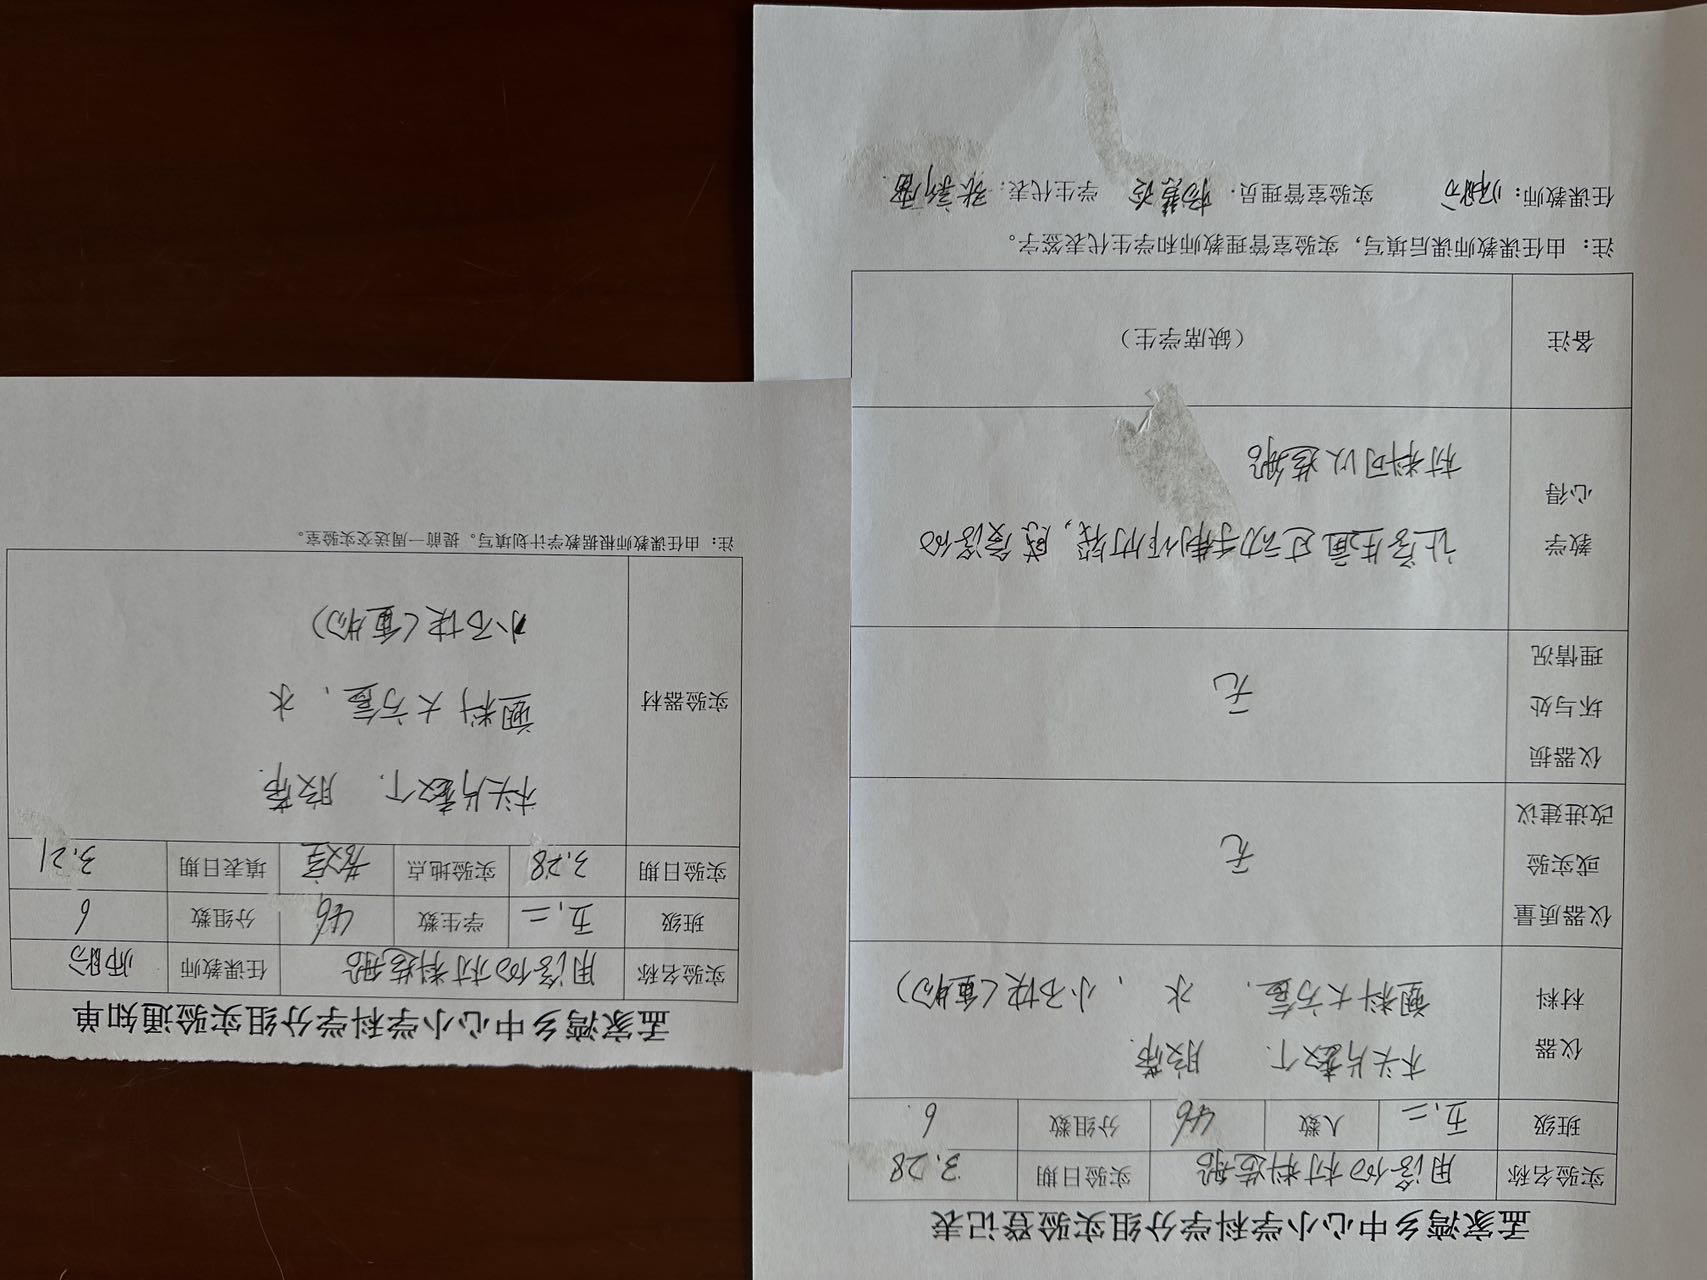 孟家湾乡中心小学科学分组实验登记表
实验名称 用浮的材料造船 实验日期 3.28
班级 五.二 人数 46 分组数 6
仪器材料 木头片数个. 胶带.
塑料大方盒. 水 、小石块(重物)
仪器质量或实验改进建议 无
仪器损坏与处理情况 无
教学心得 让学生通过动手制作竹筏,感受浮的
材料可以造船
备注 (缺席学生)
注:由任课教师课后填写,实验室管理教师和学生代表签字。
任课教师: 实验室管理员: 学生代表:
孟家湾乡中心小学科学分组实验通知单
实验名称 用浮的材料造船 任课教师
班级 五.二 学生数 46 分组数 6
实验日期 3.28 实验地点 教室 填表日期 3.21
实验器材 木头片数个. 胶带.
塑料大方盒、水
小石块(重物)
注:由任课教师根据教学计划填写。提前一周送交实验室。